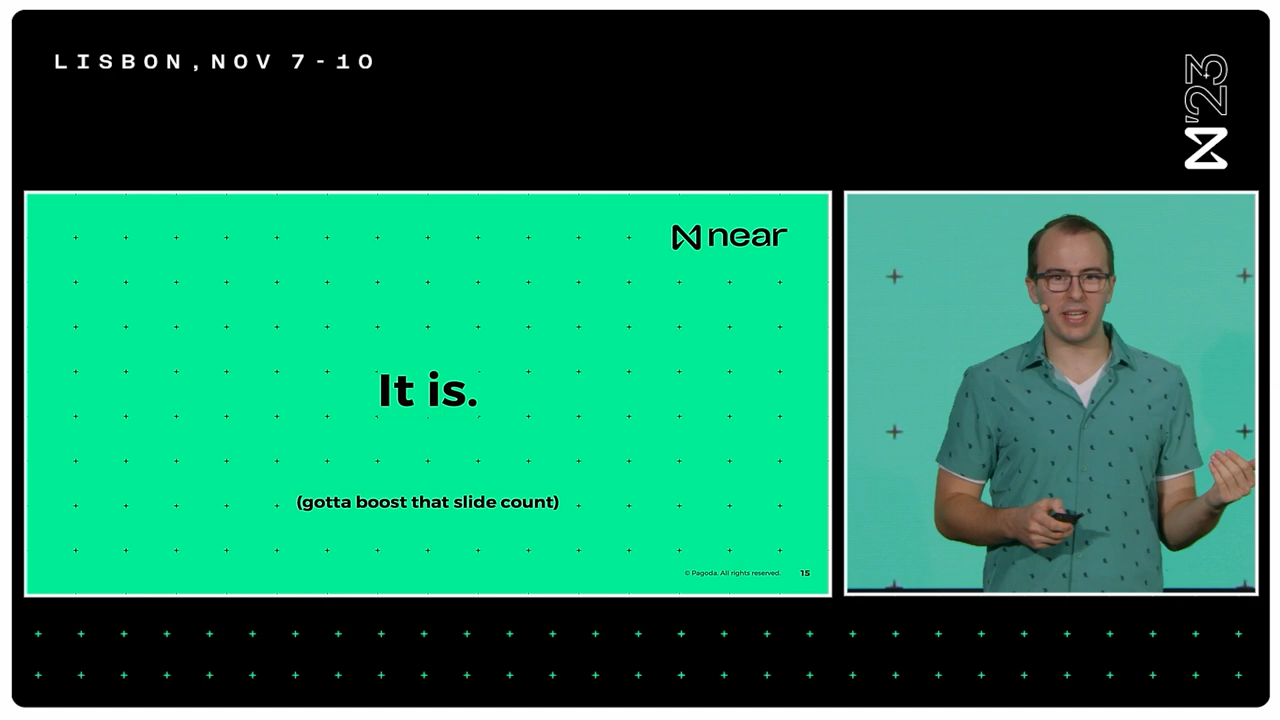 LISBON, NOV 7-10
'23
near
It is.
(gotta boost that slide count)
© Pagoda. All rights reserved. 15